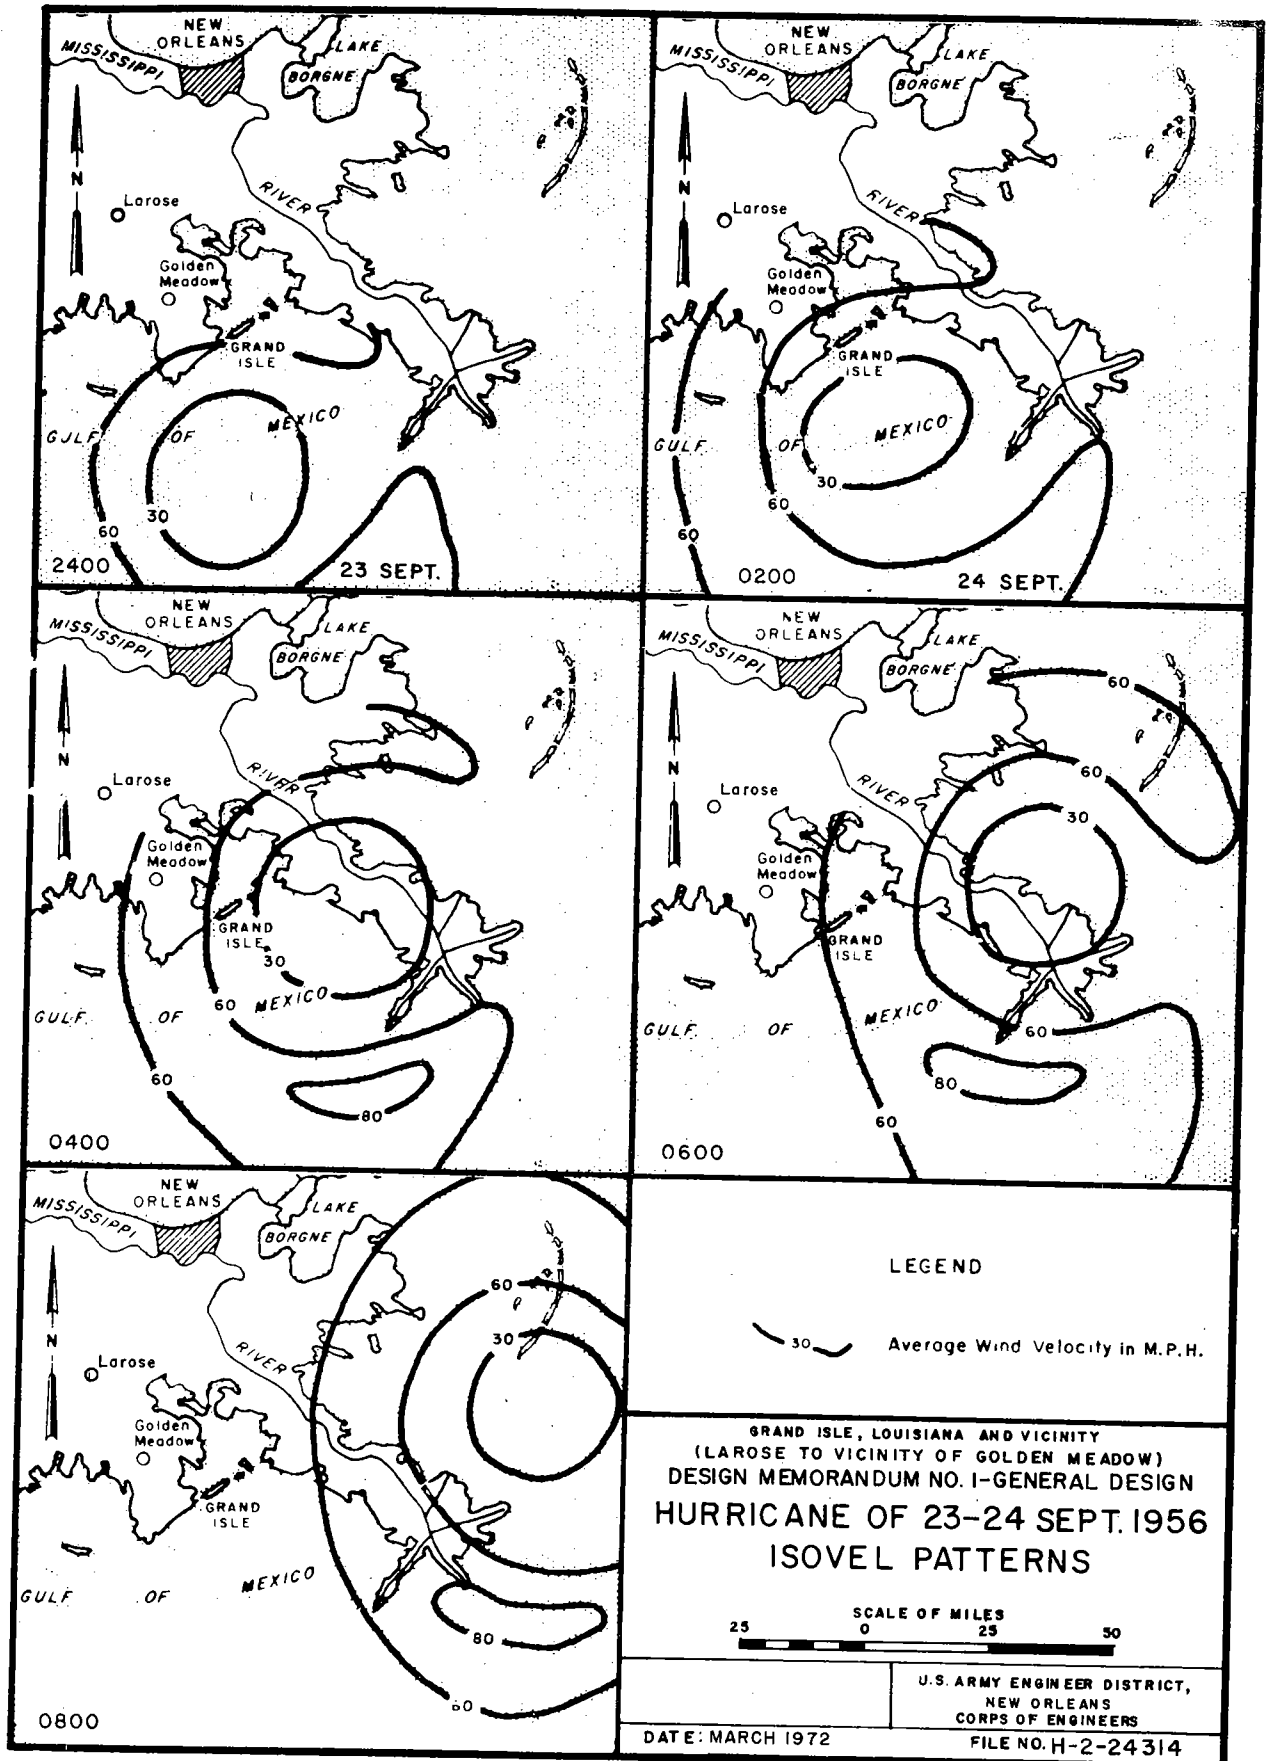 NEW
ORLEANS
MISSISSIPPI
LAKE
BORGNE
N
Larose
RIVER
Golden
Meadow
GRAND
ISLE
MEXICO
GULF
OF
30
60
2400
23 SEPT.
NEW
ORLEANS
MISSISSIPPI
LAKE
BORGNE
N
Larose
RIVER
Golden
Meadow
GRAND
ISLE
MEXICO
GULF
OF
30
60
60
0200
24 SEPT.
NEW
ORLEANS
MISSISSIPPI
LAKE
BORGNE
N
RIVER
Larose
Golden
Meadow
GRAND
ISLE
30
60
MEXICO
GULF
OF
60
80
0400
NEW
ORLEANS
MISSISSIPPI
LAKE
BORGNE
60
N
60
RIVER
Larose
30
Golden
Meadow
GRAND
ISLE
MEXICO
GULF
OF
60
80
60
0600
NEW
ORLEANS
MISSISSIPPI
LAKE
BORGNE
60
N
30
RIVER
Larose
Golden
Meadow
GRAND
ISLE
MEXICO
GULF
OF
80
60
0800
LEGEND
30
Average Wind Velocity in M.P.H.
GRAND ISLE, LOUISIANA AND VICINITY
(LAROSE TO VICINITY OF GOLDEN MEADOW)
DESIGN MEMORANDUM NO. 1-GENERAL DESIGN
HURRICANE OF 23-24 SEPT. 1956
ISOVEL PATTERNS
SCALE OF MILES
25 0 25 50
U.S. ARMY ENGINEER DISTRICT,
NEW ORLEANS
CORPS OF ENGINEERS
DATE: MARCH 1972
FILE NO. H-2-24314